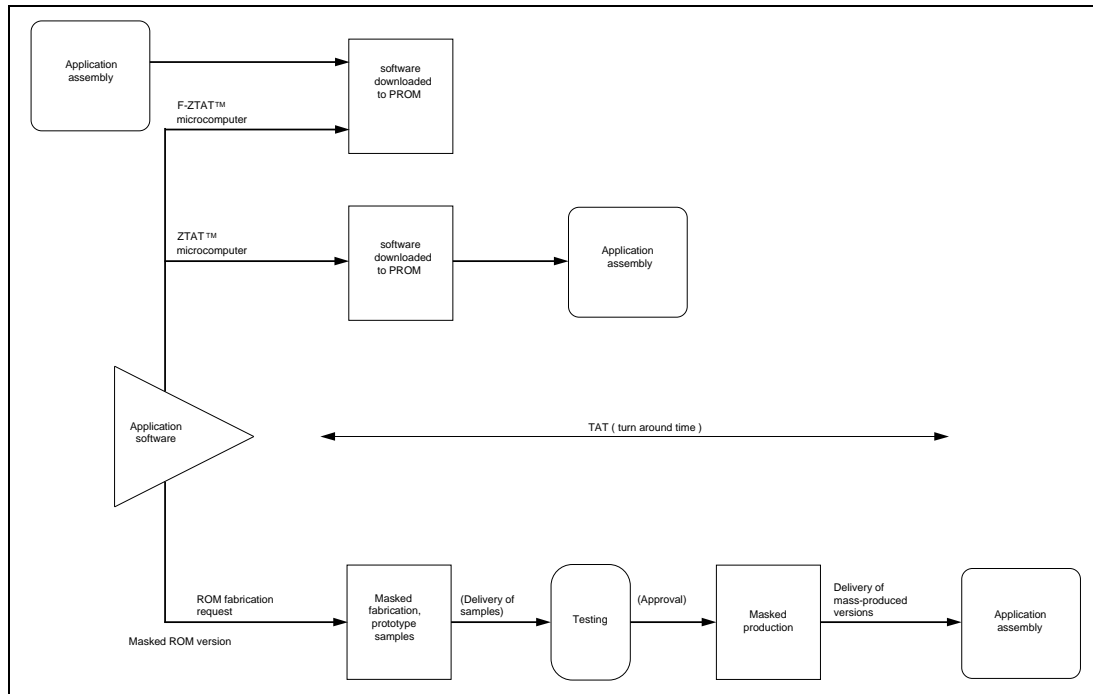 Application
assembly
software
downloaded
to PROM
F-ZTAT™
microcomputer
ZTAT™
microcomputer
software
downloaded
to PROM
Application
assembly
Application
software
TAT ( turn around time )
ROM fabrication
request
Masked ROM version
Masked
fabrication,
prototype
samples
(Delivery of
samples)
Testing
(Approval)
Masked
production
Delivery of
mass-produced
versions
Application
assembly